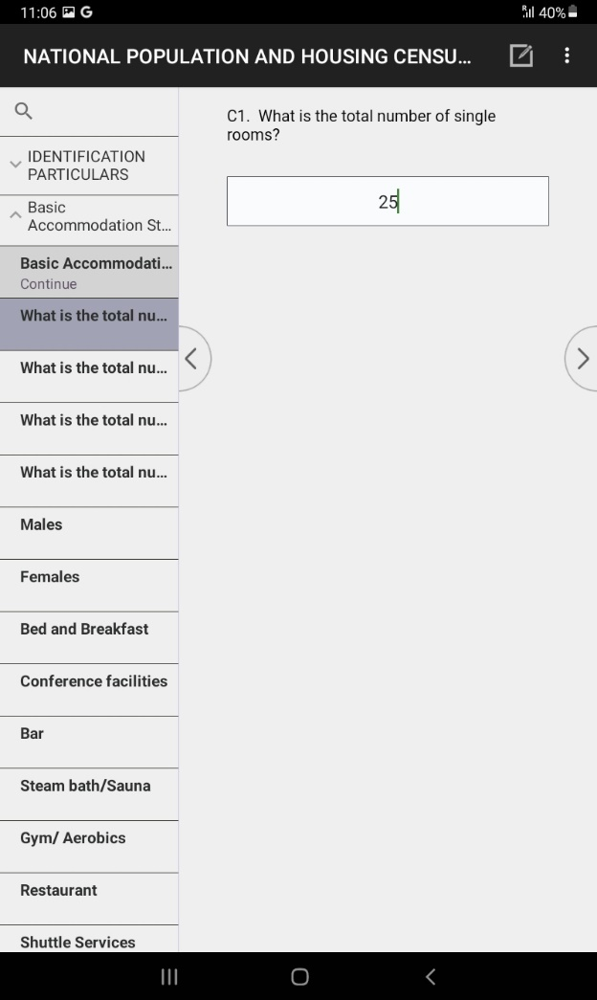 11:06 G R 40%
NATIONAL POPULATION AND HOUSING CENSU...
IDENTIFICATION
PARTICULARS
Basic
Accommodation St...
Basic Accommodati...
Continue
What is the total nu...
What is the total nu...
What is the total nu...
What is the total nu...
Males
Females
Bed and Breakfast
Conference facilities
Bar
Steam bath/Sauna
Gym/ Aerobics
Restaurant
Shuttle Services
C1. What is the total number of single
rooms?
25